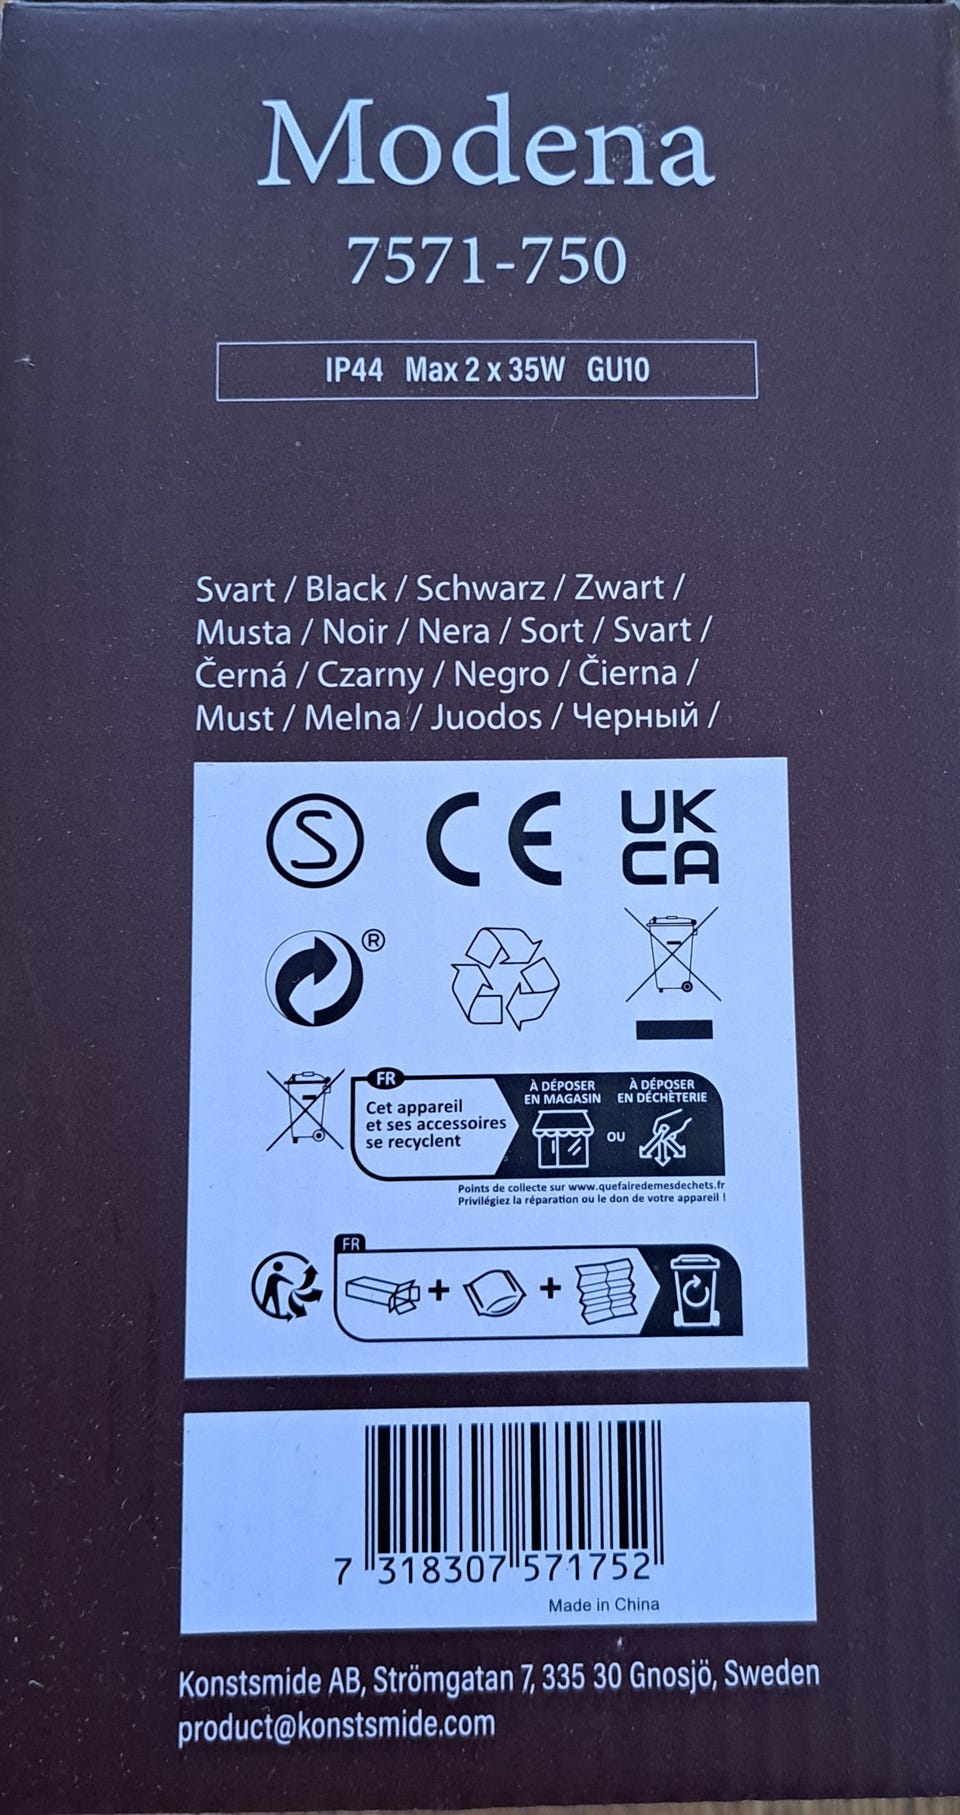 Modena
7571-750
IP44 Max 2 x 35W GU10
Svart / Black / Schwarz / Zwart /
Musta / Noir / Nera / Sort / Svart /
Černá / Czarny / Negro / Čierna /
Must / Melna / Juodos / Черный /
S CE UK
CA
®
FR
Cet appareil
et ses accessoires
se recyclent
À DÉPOSER
EN MAGASIN
OU
À DÉPOSER
EN DÉCHÈTERIE
Points de collecte sur www.quefairedemesdechets.fr
Privilégiez la réparation ou le don de votre appareil !
FR
+ +
7 318307 571752
Made in China
Konstsmide AB, Strömgatan 7, 335 30 Gnosjö, Sweden
product@konstsmide.com